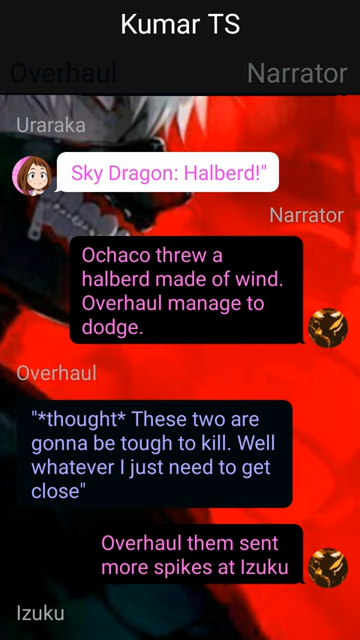 Kumar TS
Overhaul
Narrator
Uraraka
Sky Dragon: Halberd!"
Narrator
Ochaco threw a
halberd made of wind.
Overhaul manage to
dodge.
Overhaul
"*thought* These two are
gonna be tough to kill. Well
whatever I just need to get
close"
Overhaul them sent
more spikes at Izuku
Izuku